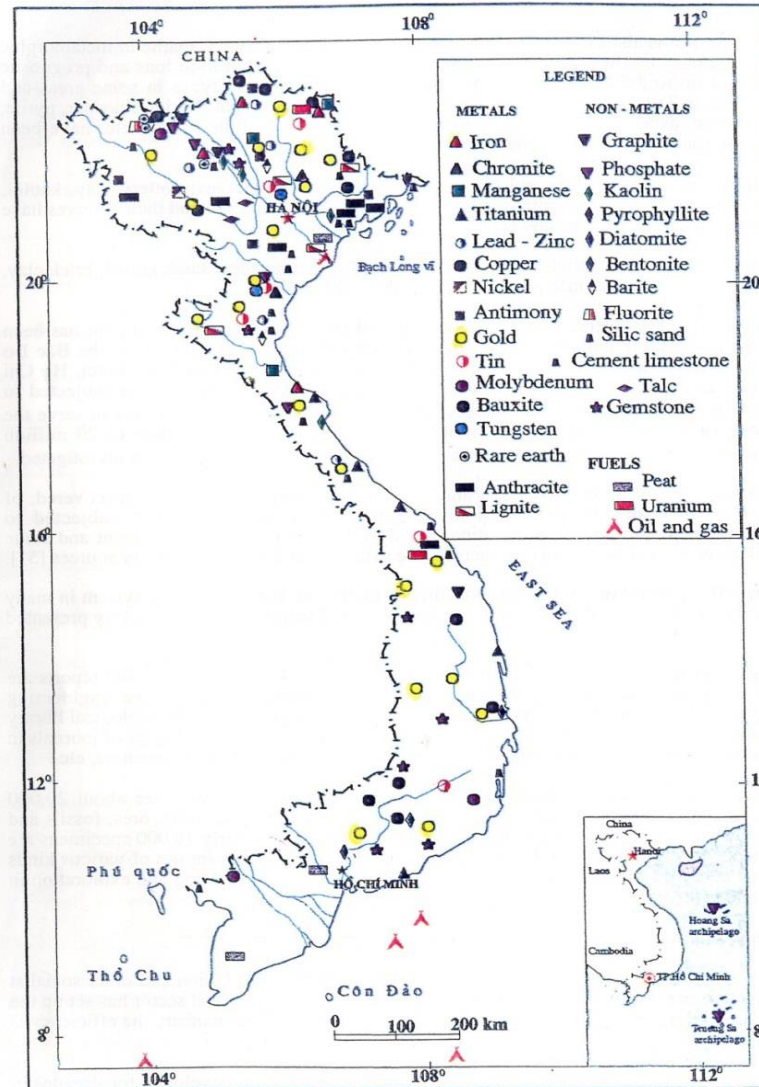 104°
108°
112°
CHINA
LEGEND
METALS
Iron
Chromite
Manganese
Titanium
Lead - Zinc
Copper
Nickel
Antimony
Gold
Tin
Molybdenum
Bauxite
Tungsten
Rare earth
Anthracite
Lignite
NON - METALS
Graphite
Phosphate
Kaolin
Pyrophyllite
Diatomite
Bentonite
Barite
Fluorite
Silic sand
Cement limestone
Talc
Gemstone
FUELS
Peat
Uranium
Oil and gas
HÀ NỘI
Bạch Long vĩ
20°
20
16°
16
EAST SEA
12°
12
Phú quốc
HỒ CHÍ MINH
Thổ Chu
Côn Đảo
0 100 200 km
8°
8°
104°
108°
112°
China
Hanoi
Laos
Hoang Sa
archipelago
Cambodia
TP.Hồ Chí Minh
Truong Sa
archipelago